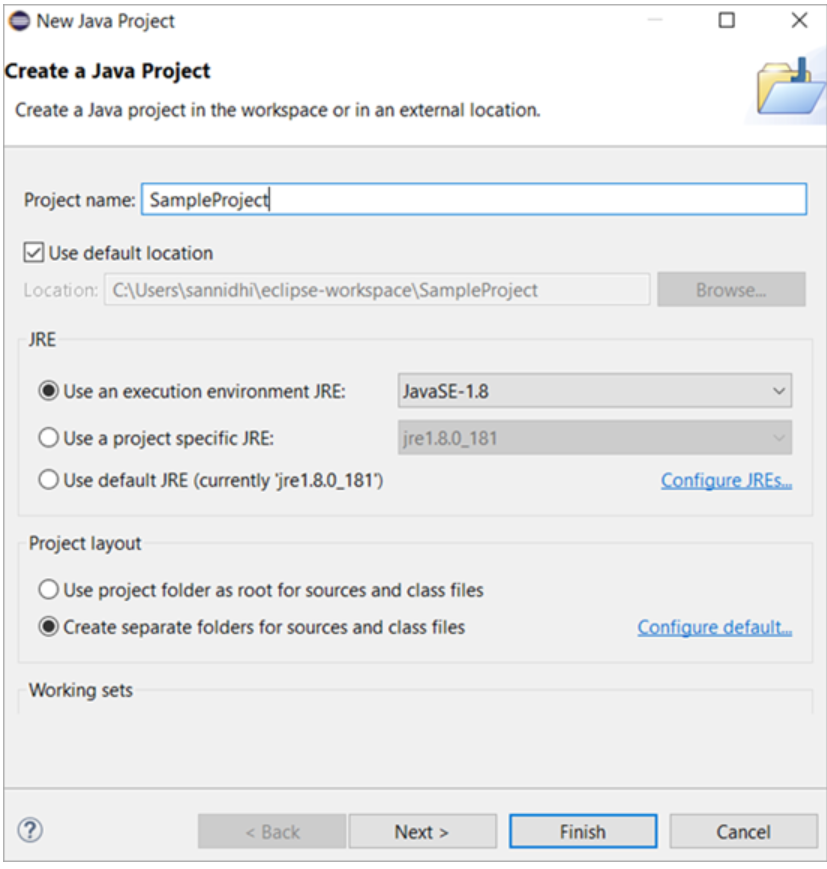 New Java Project
Create a Java Project
Create a Java project in the workspace or in an external location.
Project name: SampleProject
Use default location
Location: C:\Users\sannidhi\eclipse-workspace\SampleProject Browse...
JRE
Use an execution environment JRE: JavaSE-1.8
Use a project specific JRE: jre1.8.0_181
Use default JRE (currently 'jre1.8.0_181') Configure JREs...
Project layout
Use project folder as root for sources and class files
Create separate folders for sources and class files Configure default...
Working sets
? < Back Next > Finish Cancel